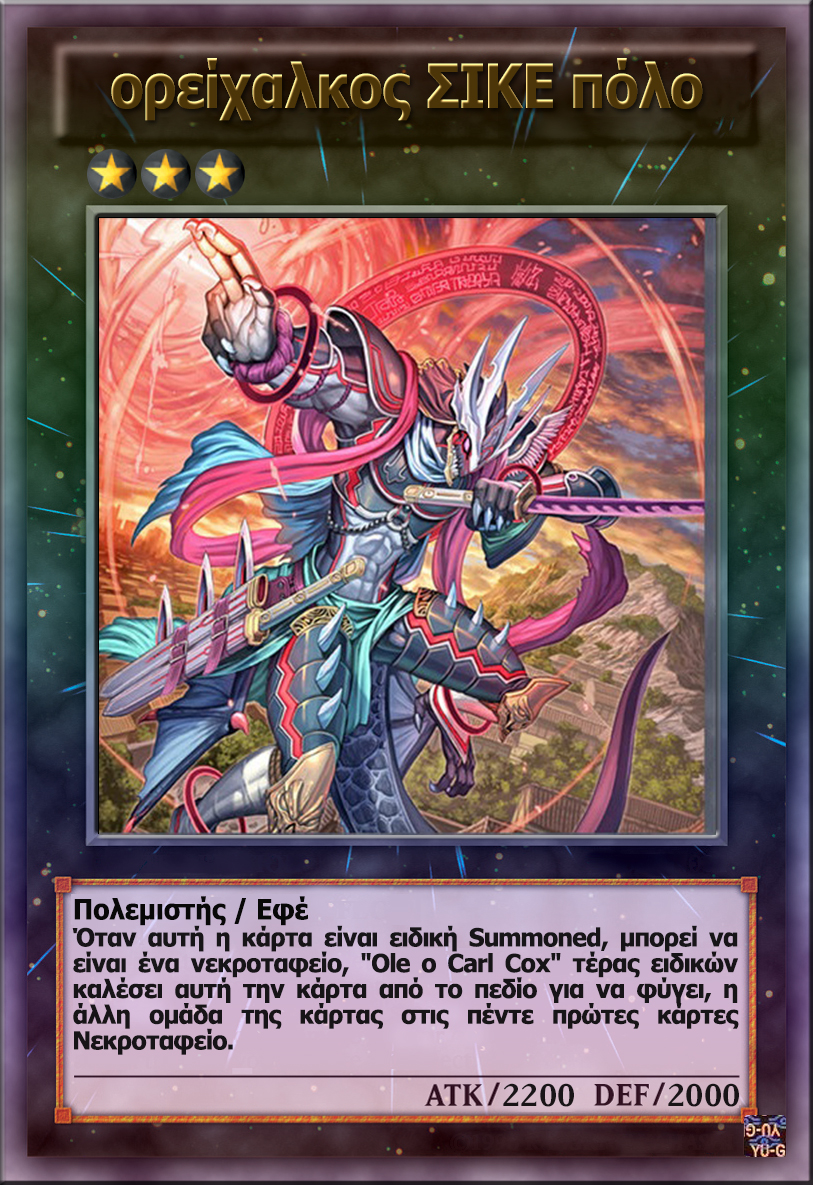 ορείχαλκος ΣΙΚΕ πόλο
Πολεμιστής / Εφέ
Όταν αυτή η κάρτα είναι ειδική Summoned, μπορεί να
είναι ένα νεκροταφείο, "Ole o Carl Cox" τέρας ειδικών
καλέσει αυτή την κάρτα από το πεδίο για να φύγει, η
άλλη ομάδα της κάρτας στις πέντε πρώτες κάρτες
Νεκροταφείο.
ATK/2200 DEF/2000
YU-G
YU-G